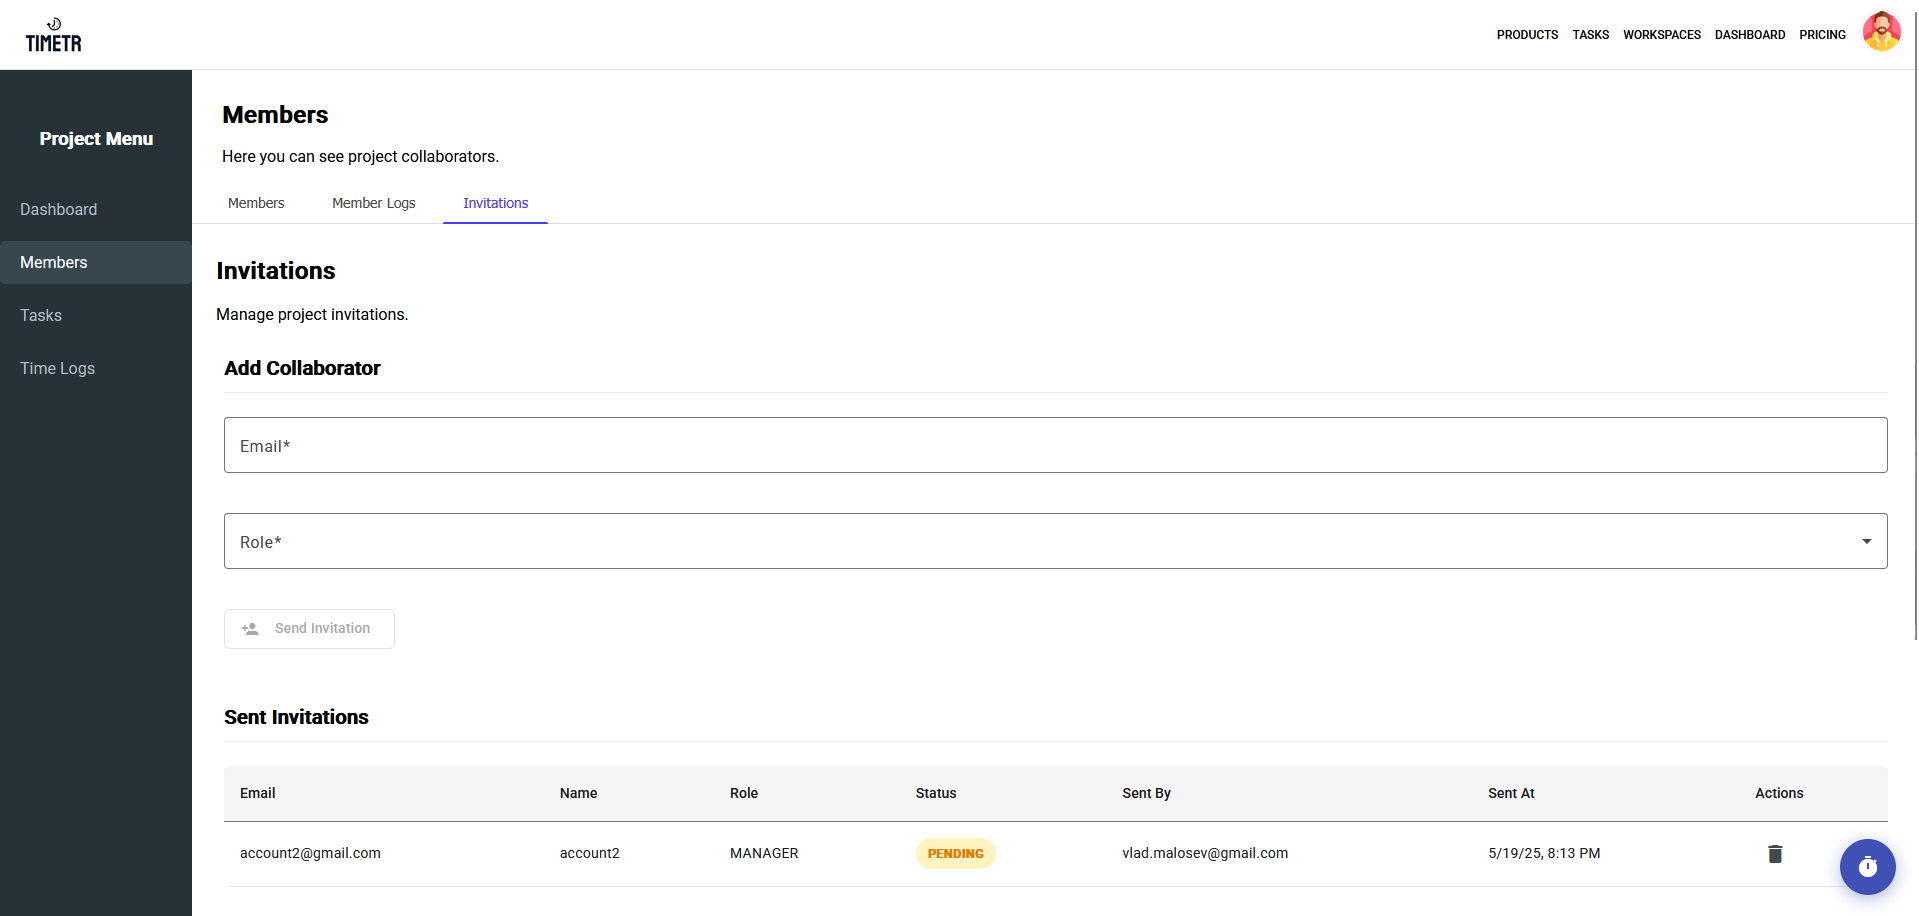 TIMETR
PRODUCTS TASKS WORKSPACES DASHBOARD PRICING
Project Menu
Dashboard
Members
Tasks
Time Logs
Members
Here you can see project collaborators.
Members Member Logs Invitations
Invitations
Manage project invitations.
Add Collaborator
Email*
Role*
Send Invitation
Sent Invitations
Email Name Role Status Sent By Sent At Actions
account2@gmail.com account2 MANAGER PENDING vlad.malosev@gmail.com 5/19/25, 8:13 PM